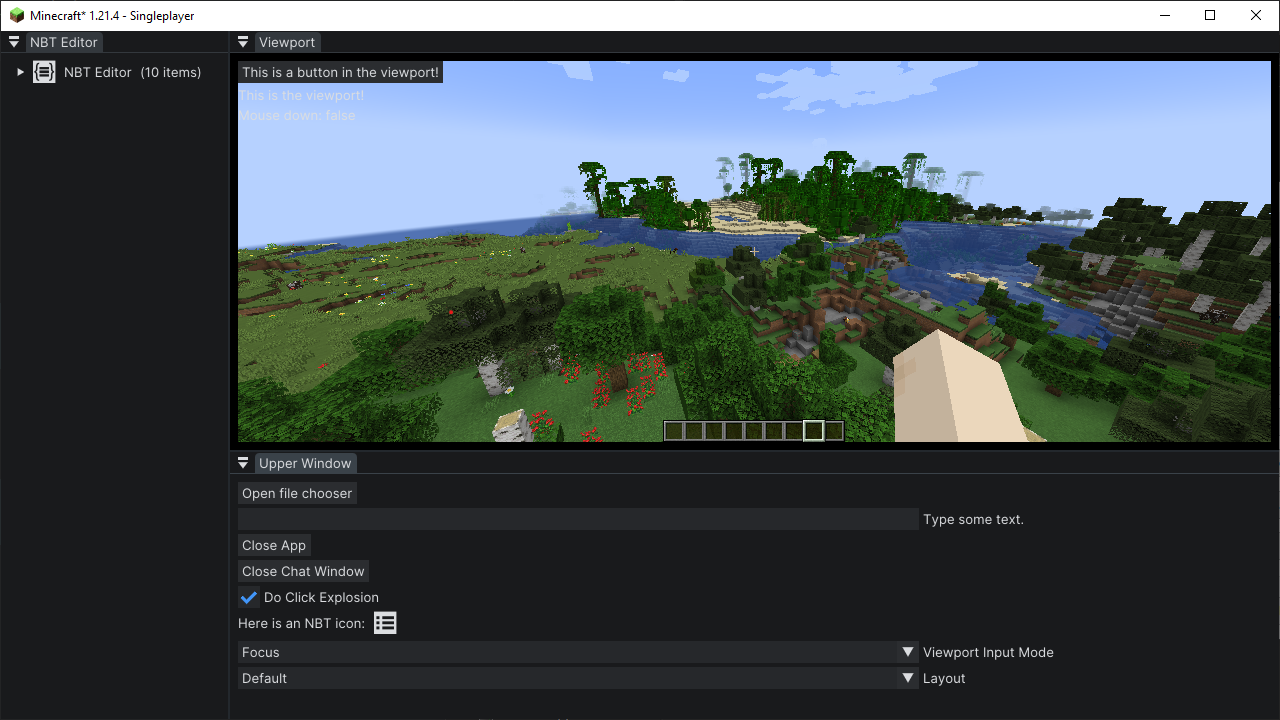 Minecraft* 1.21.4 - Singleplayer
NBT Editor
NBT Editor (10 items)
Viewport
This is a button in the viewport!
This is the viewport!
Mouse down: false
Upper Window
Open file chooser
Type some text.
Close App
Close Chat Window
Do Click Explosion
Here is an NBT icon:
Focus
Viewport Input Mode
Default
Layout